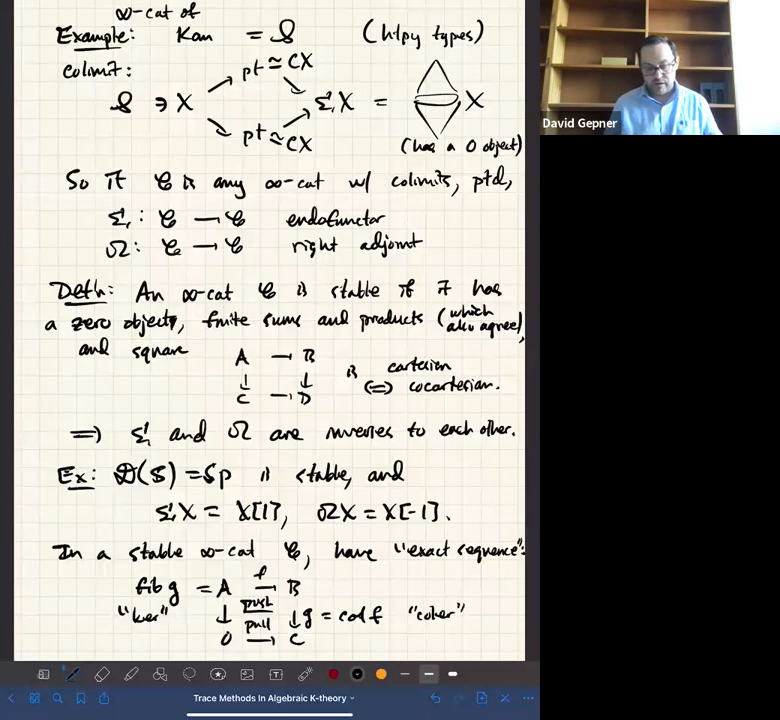 ∞-cat of
Example: Kan = S (htpy types)
colimit:
pt ≃ CX
S ∋ X ΣX = X
pt ≃ CX
(has a 0 object)
So if C is any ∞-cat w/ colimits, ptd,
Σ: C → C endofunctor
Ω: C → C right adjoint
Defn: An ∞-cat C is stable if it has
a zero object, finite sums and products (which also agree),
and square A → B is cartesian
↓ ↓
C → D ⇔ cocartesian.
⇒ Σ and Ω are inverses to each other.
Ex: D(S) = Sp is stable, and
ΣX = X[1], ΩX = X[-1].
In a stable ∞-cat C, have "exact sequence":
fib g = A f→ B
"ker" ↓ push pull ↓ g = cof f "coker"
0 → C
David Gepner
Trace Methods In Algebraic K-theory